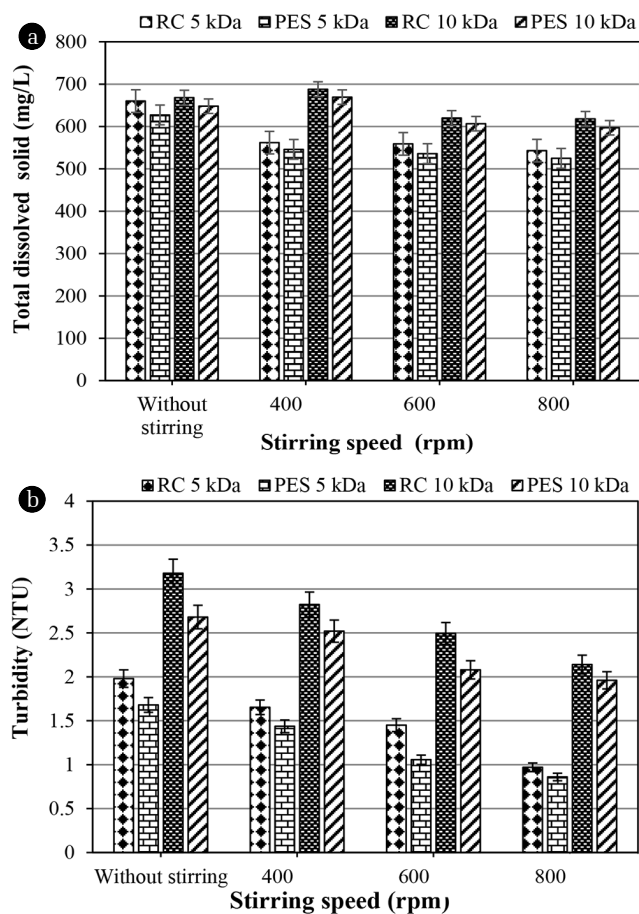 a
RC 5 kDa PES 5 kDa RC 10 kDa PES 10 kDa
800
700
600
500
400
300
200
100
0
Total dissolved solid (mg/L)
Without stirring 400 600 800
Stirring speed (rpm)
b
RC 5 kDa PES 5 kDa RC 10 kDa PES 10 kDa
4
3.5
3
2.5
2
1.5
1
0.5
0
Turbidity (NTU)
Without stirring 400 600 800
Stirring speed (rpm)